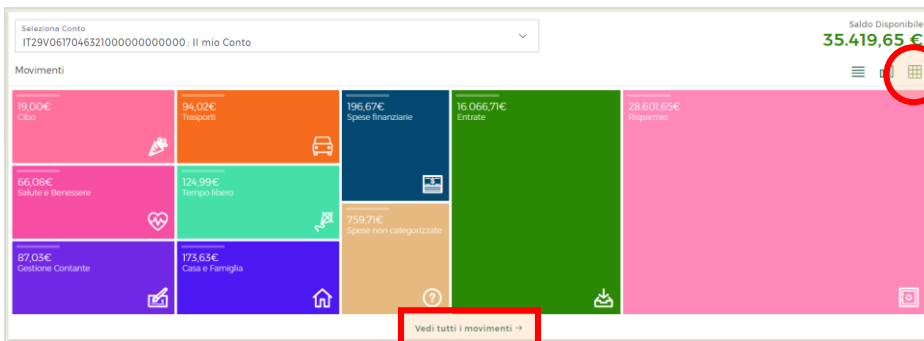 Seleziona Conto
IT29V0617046321000000000000 : Il mio Conto
Saldo Disponibile
35.419,65 €
Movimenti
19,00€
Cibo
94,02€
Trasporti
196,67€
Spese finanziarie
16.066,71€
Entrate
28.601,65€
Risparmio
66,08€
Salute e Benessere
124,99€
Tempo libero
759,71€
Spese non categorizzate
87,03€
Gestione Contante
173,63€
Casa e Famiglia
Vedi tutti i movimenti →